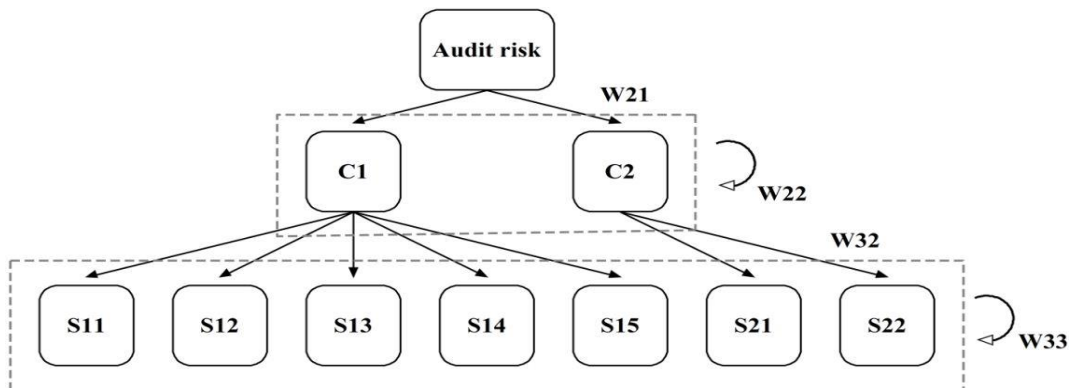 Audit risk
W21
C1
C2
W22
W32
S11
S12
S13
S14
S15
S21
S22
W33